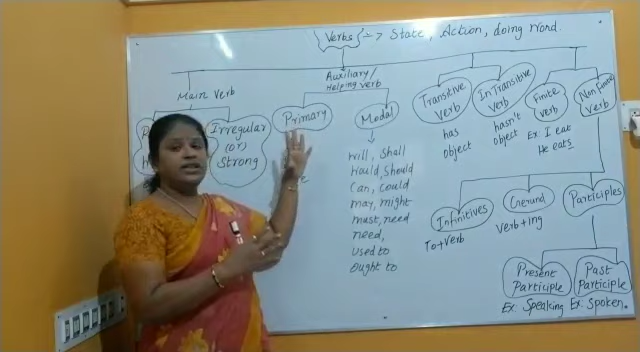 Verbs → State, Action, doing Word.
Main Verb
Auxiliary/
Helping Verb
Irregular
(or)
Strong
Primary
Modal
Will, Shall
Would, Should
Can, Could
May, might
must, need
need,
Used to
Ought to
Transitive
Verb
has
Object
InTransitive
Verb
hasn't
Object
Finite
Verb
Ex. I eat
He eats
Non Finite
Verb
Infinitives
To+Verb
Gerund
Verb+ing
Participles
Present
Participle
Ex. Speaking
Past
Participle
Ex. Spoken.